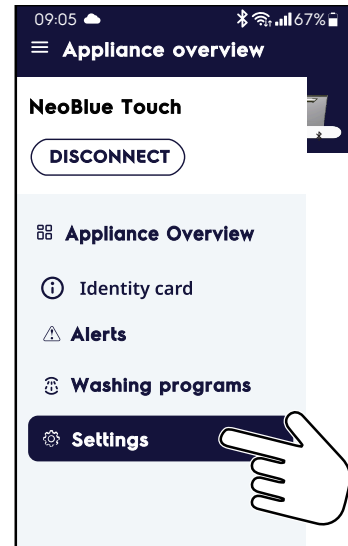 09:05 67%
Appliance overview
NeoBlue Touch
DISCONNECT
Appliance Overview
Identity card
Alerts
Washing programs
Settings